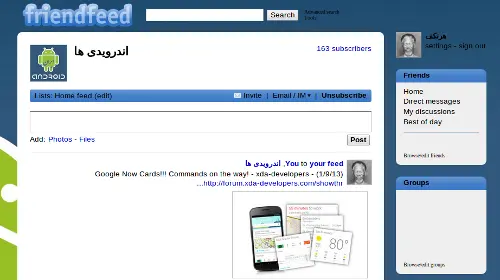 friendfeed
Search
Advanced search
هرتکف
settings - sign out
اندرویدی ها
163 subscribers
ANDROID
Lists: Home feed (edit)
Invite | Email / IM ▾ | Unsubscribe
Add: Photos - Files
Post
You to your feed, اندرویدی ها
Google Now Cards!!! Commands on the way! - xda-developers - (1/9/13)
http://forum.xda-developers.com/showthr...
80°
Friends
Home
Direct messages
My discussions
Best of day
Browse/edit friends
Groups
Browse/edit groups